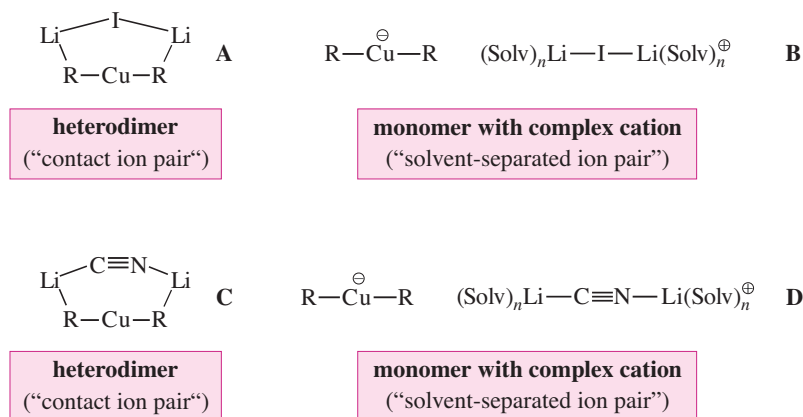 I
Li Li
R—Cu—R A
⊖
R—Cu—R (Solv)nLi—I—Li(Solv)n⊕ B
heterodimer
(“contact ion pair“)
monomer with complex cation
(“solvent-separated ion pair”)
C≡N
Li Li
R—Cu—R C
⊖
R—Cu—R (Solv)nLi—C≡N—Li(Solv)n⊕ D
heterodimer
(“contact ion pair“)
monomer with complex cation
(“solvent-separated ion pair”)